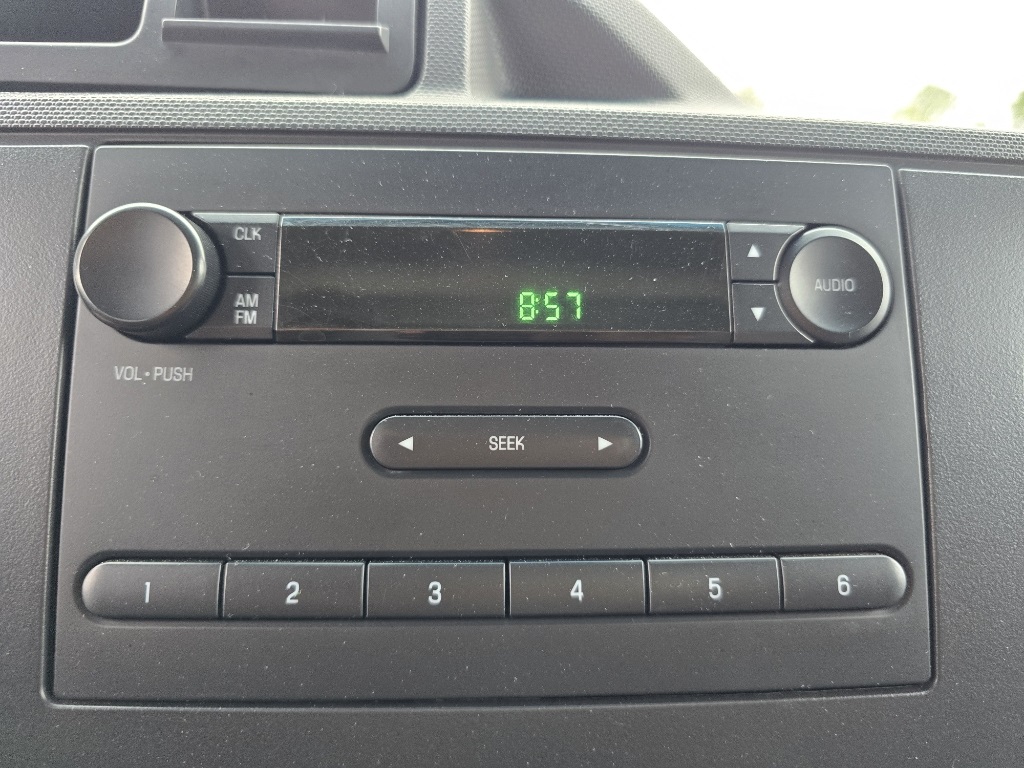 CLK
8:57
▲
AUDIO
AM
FM
▼
VOL•PUSH
◀ SEEK ▶
1 2 3 4 5 6